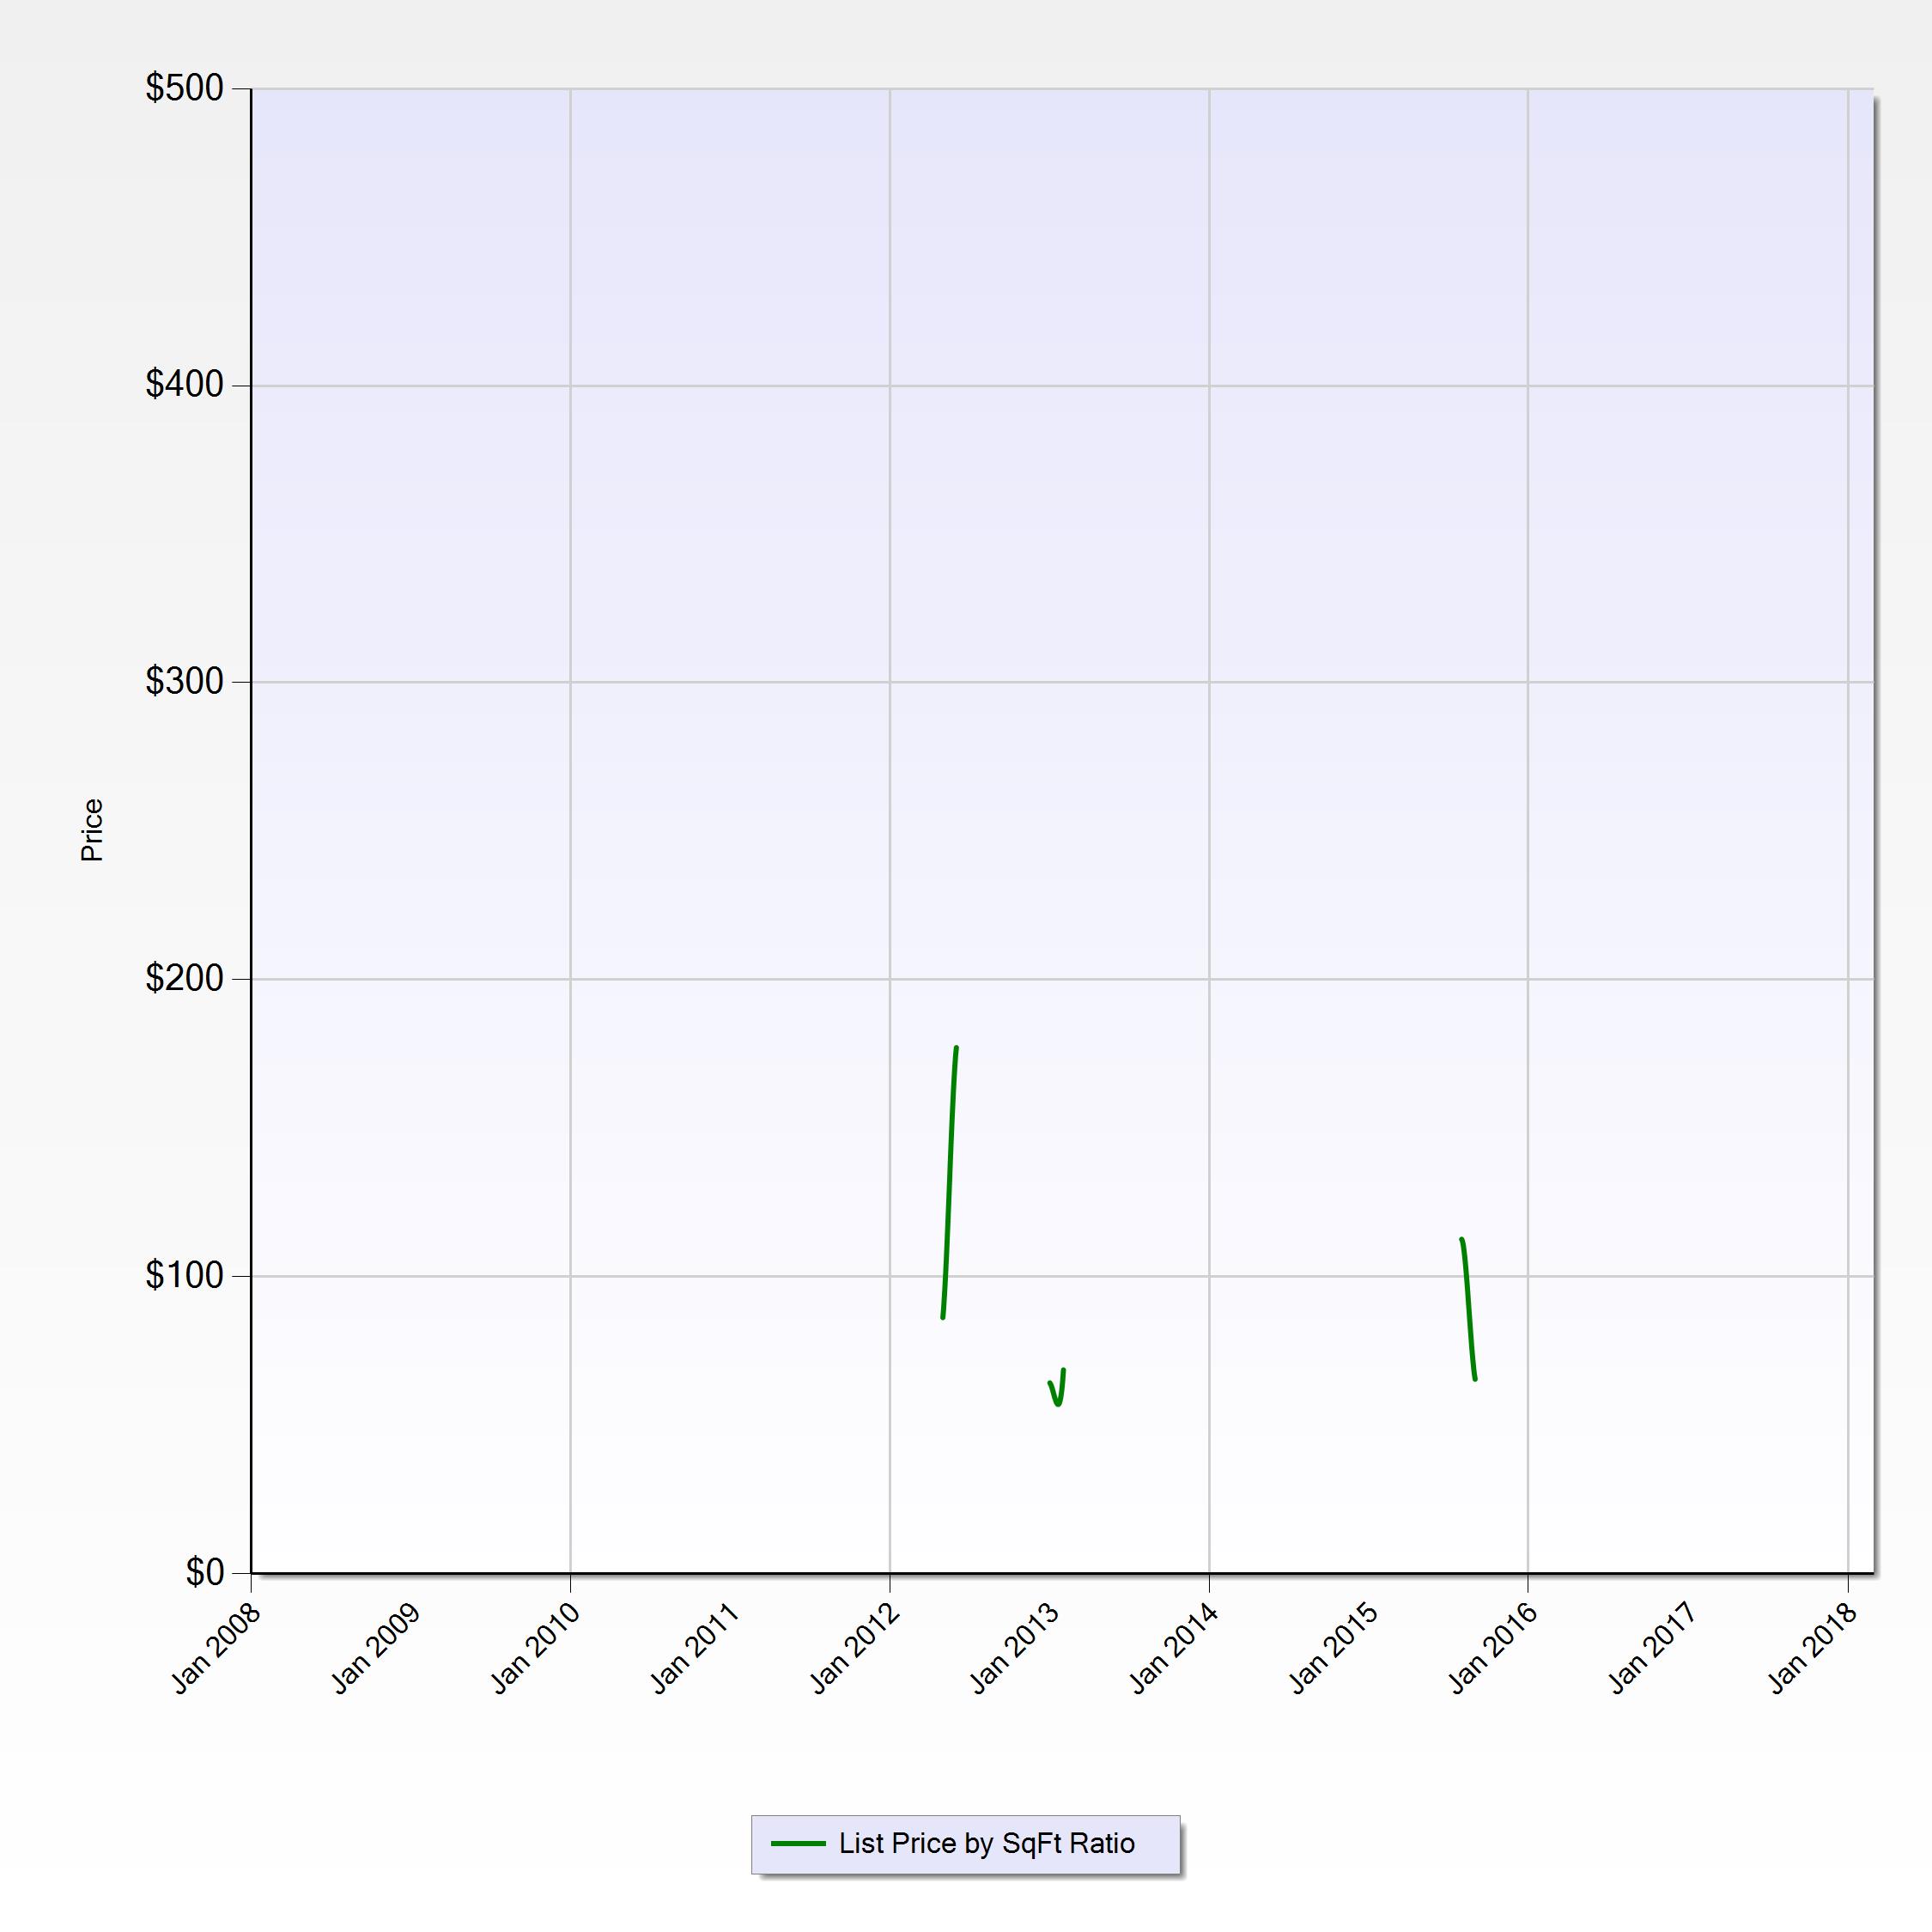 $500
$400
$300
$200
$100
$0
Price
Jan 2008
Jan 2009
Jan 2010
Jan 2011
Jan 2012
Jan 2013
Jan 2014
Jan 2015
Jan 2016
Jan 2017
Jan 2018
List Price by SqFt Ratio